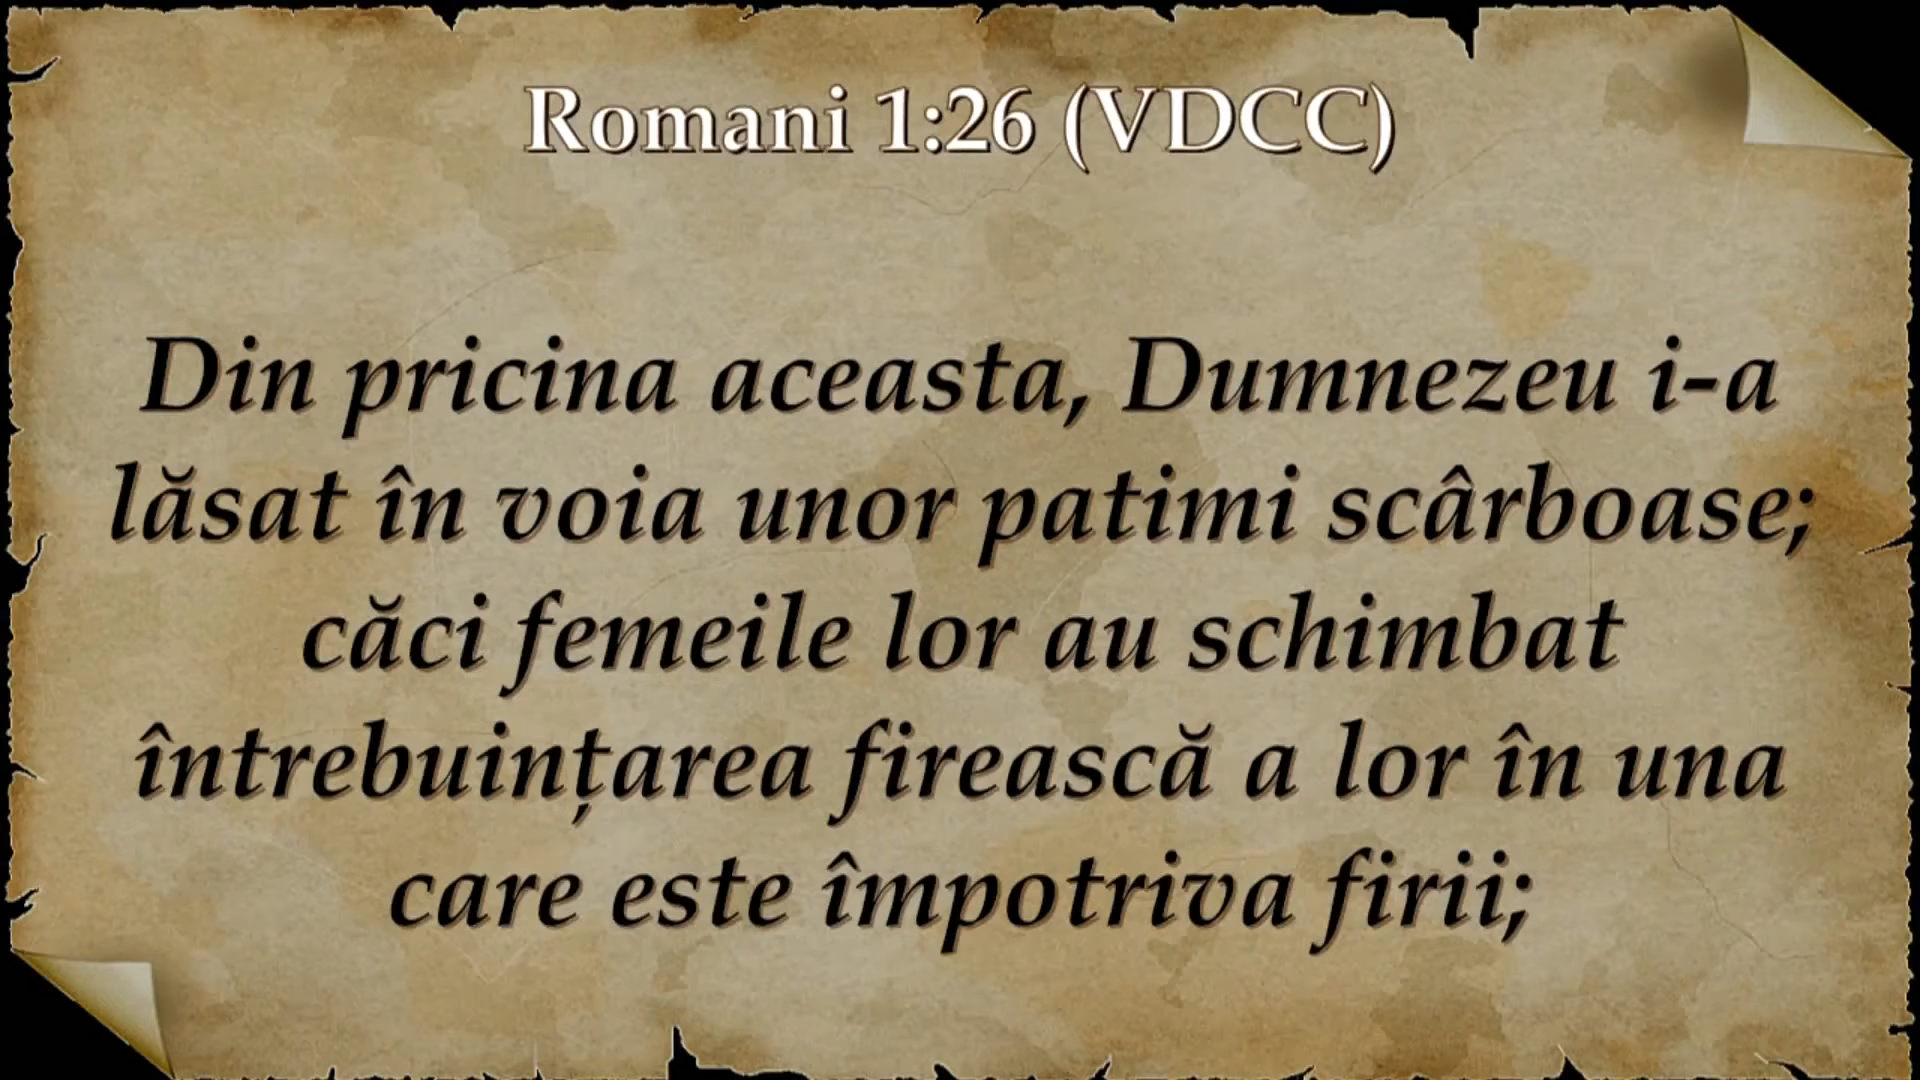 Romani 1:26 (VDCC)
Din pricina aceasta, Dumnezeu i-a
lăsat în voia unor patimi scârboase;
căci femeile lor au schimbat
întrebuințarea firească a lor în una
care este împotriva firii;